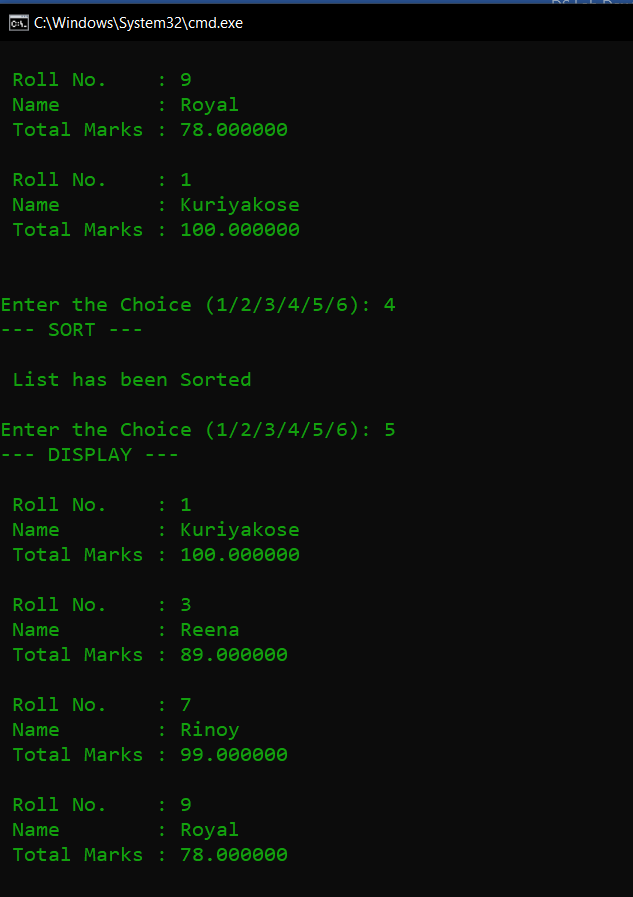 C:\Windows\System32\cmd.exe
Roll No. : 9
Name : Royal
Total Marks : 78.000000
Roll No. : 1
Name : Kuriyakose
Total Marks : 100.000000
Enter the Choice (1/2/3/4/5/6): 4
--- SORT ---
List has been Sorted
Enter the Choice (1/2/3/4/5/6): 5
--- DISPLAY ---
Roll No. : 1
Name : Kuriyakose
Total Marks : 100.000000
Roll No. : 3
Name : Reena
Total Marks : 89.000000
Roll No. : 7
Name : Rinoy
Total Marks : 99.000000
Roll No. : 9
Name : Royal
Total Marks : 78.000000